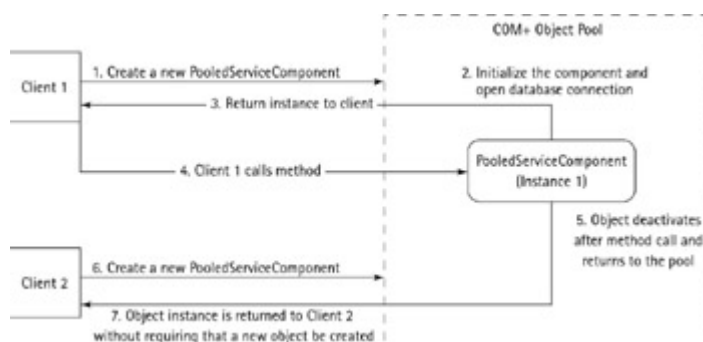 COM+ Object Pool
Client 1
1. Create a new PooledServiceComponent
2. Initialize the component and
open database connection
3. Return instance to client
4. Client 1 calls method
PooledServiceComponent
(Instance 1)
5. Object deactivates
after method call and
returns to the pool
Client 2
6. Create a new PooledServiceComponent
7. Object instance is returned to Client 2
without requiring that a new object be created